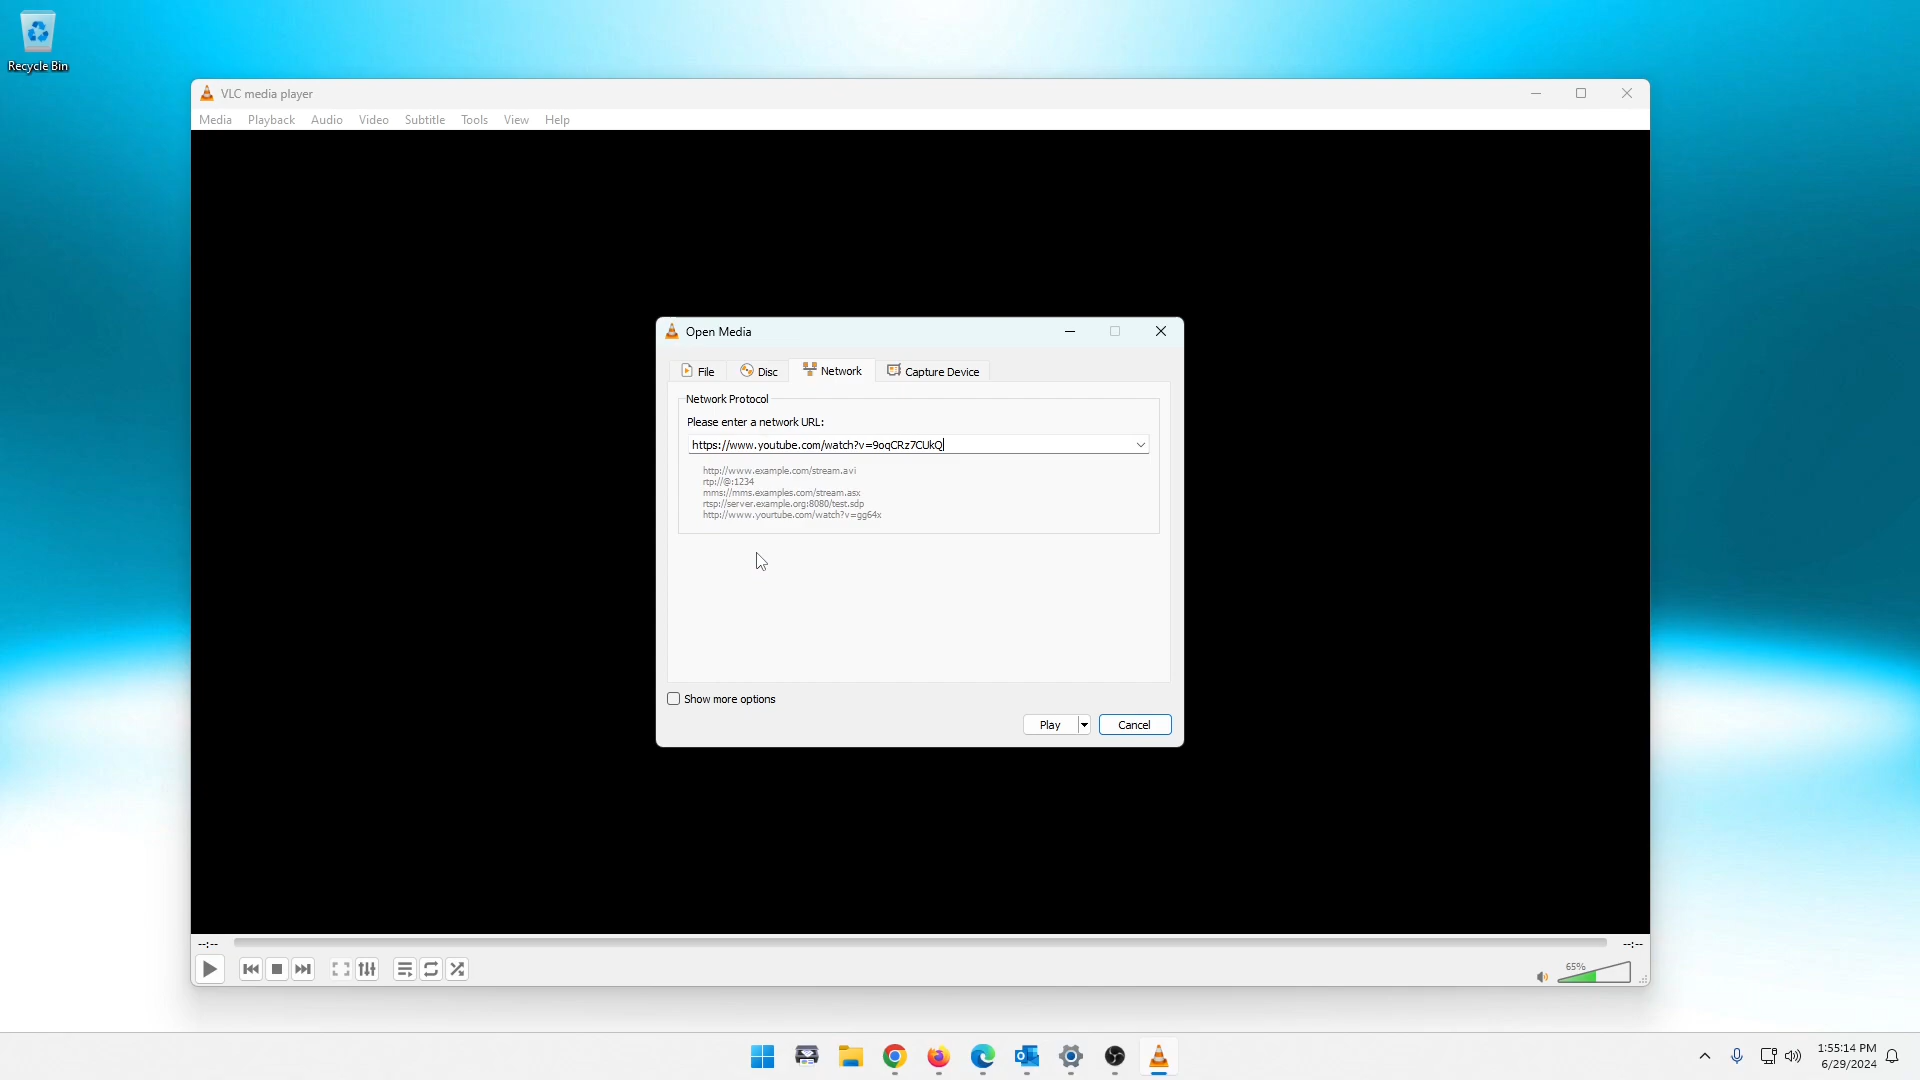 Recycle Bin
VLC media player
Media Playback Audio Video Subtitle Tools View Help
Open Media
File Disc Network Capture Device
Network Protocol
Please enter a network URL:
https://www.youtube.com/watch?v=9oqCRz7CUkQ
http://www.example.com/stream.avi
rtp://@:1234
mms://mms.examples.com/stream.asx
rtsp://server.example.org:8080/test.sdp
http://www.yourtube.com/watch?v=gg64x
Show more options
Play Cancel
--:-- --:--
65%
1:55:14 PM
6/29/2024